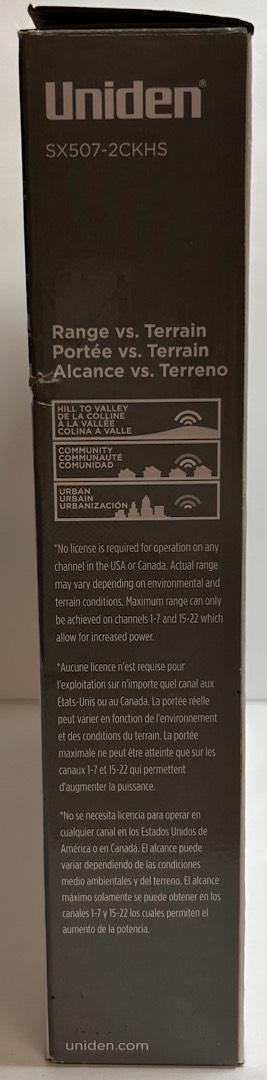 Uniden®
SX507-2CKHS
Range vs. Terrain
Portée vs. Terrain
Alcance vs. Terreno
HILL TO VALLEY
DE LA COLLINE
À LA VALLÉE
COLINA A VALLE
COMMUNITY
COMMUNAUTÉ
COMUNIDAD
URBAN
URBAIN
URBANIZACIÓN
*No license is required for operation on any
channel in the USA or Canada. Actual range
may vary depending on environmental and
terrain conditions. Maximum range can only
be achieved on channels 1-7 and 15-22 which
allow for increased power.
*Aucune licence n'est requise pour
l'exploitation sur n'importe quel canal aux
États-Unis ou au Canada. La portée réelle
peut varier en fonction de l'environnement
et des conditions du terrain. La portée
maximale ne peut être atteinte que sur les
canaux 1-7 et 15-22 qui permettent
d'augmenter la puissance.
*No se necesita licencia para operar en
cualquier canal en los Estados Unidos de
América o en Canadá. El alcance puede
variar dependiendo de las condiciones
medio ambientales y del terreno. El alcance
máximo solamente se puede obtener en los
canales 1-7 y 15-22 los cuales permiten el
aumento de la potencia.
uniden.com